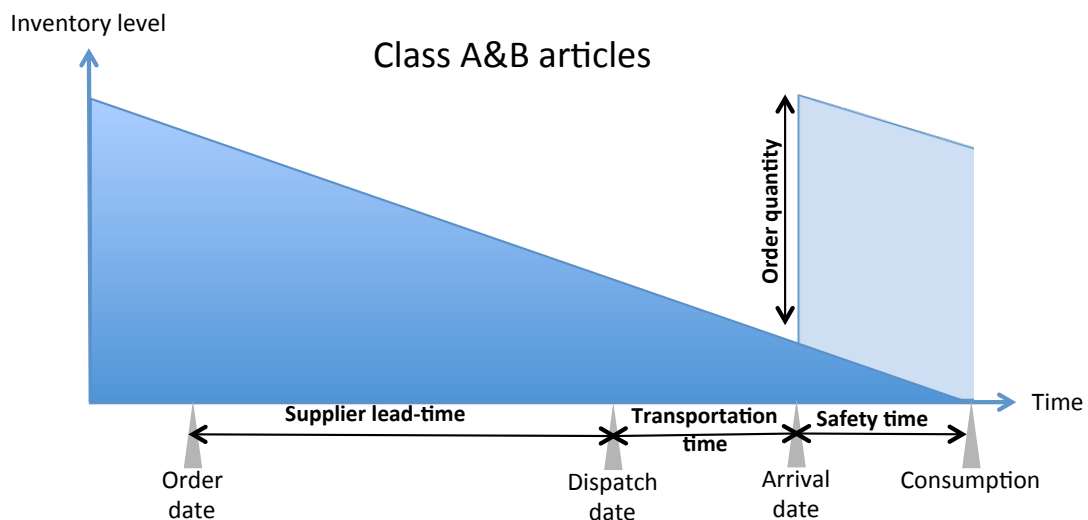 Inventory level
Class A&B articles
Order quantity
Time
Supplier lead-time
Transportation
time
Safety time
Order
date
Dispatch
date
Arrival
date
Consumption